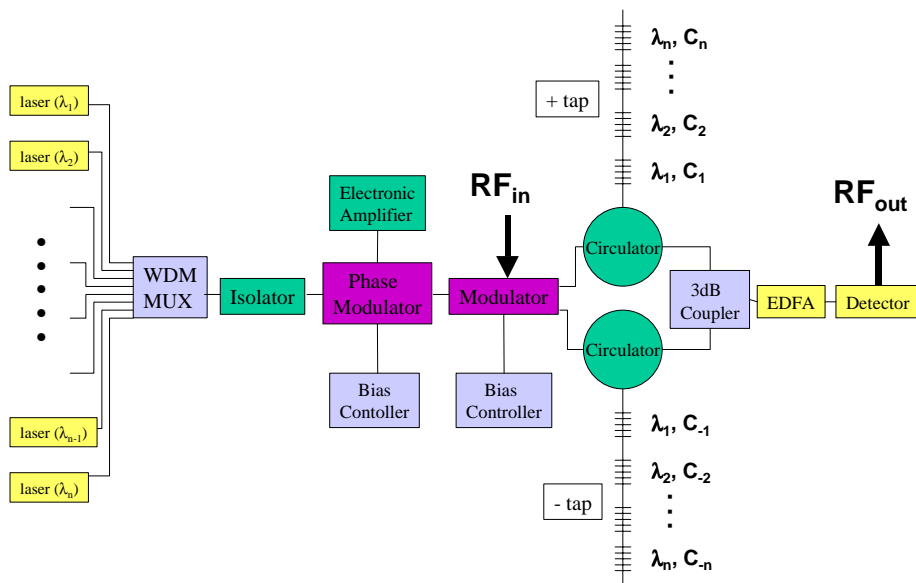 laser (λ1)
laser (λ2)
laser (λn-1)
laser (λn)
WDM
MUX
Isolator
Electronic
Amplifier
Phase
Modulator
Bias
Contoller
RFin
Modulator
Bias
Controller
+ tap
λn, Cn
λ2, C2
λ1, C1
Circulator
Circulator
- tap
λ1, C-1
λ2, C-2
λn, C-n
3dB
Coupler
EDFA
RFout
Detector